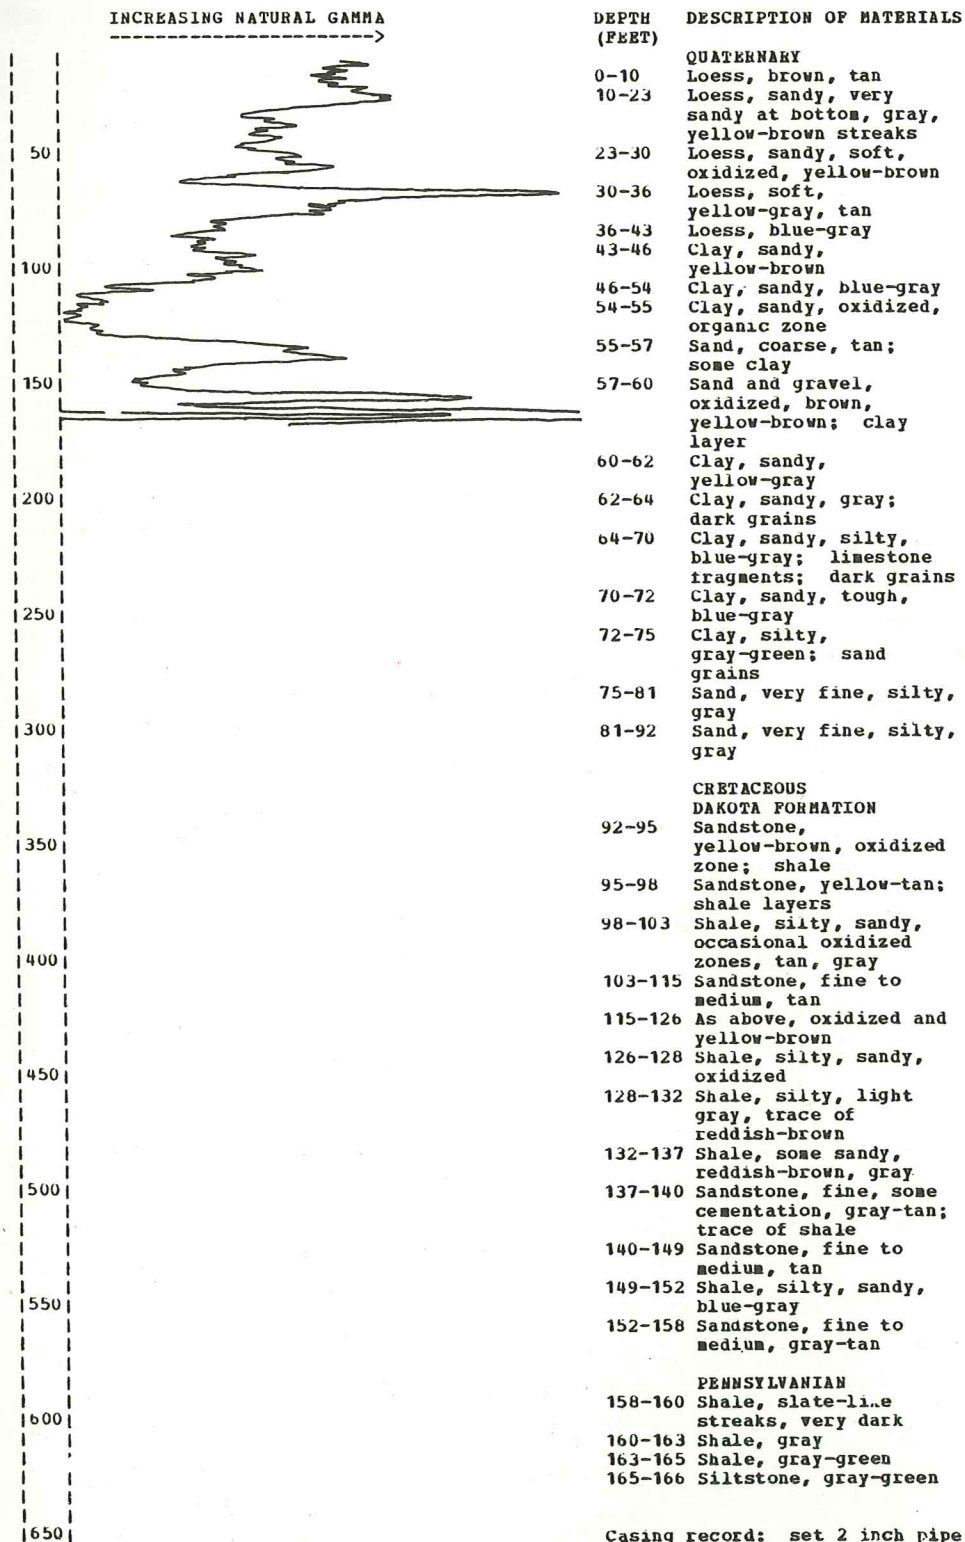 INCREASING NATURAL GAMMA
------------------------->
DEPTH DESCRIPTION OF MATERIALS
(FEET)
QUATERNARY
0-10 Loess, brown, tan
10-23 Loess, sandy, very
sandy at bottom, gray,
yellow-brown streaks
50
23-30 Loess, sandy, soft,
oxidized, yellow-brown
30-36 Loess, soft,
yellow-gray, tan
36-43 Loess, blue-gray
43-46 Clay, sandy,
yellow-brown
100
46-54 Clay, sandy, blue-gray
54-55 Clay, sandy, oxidized,
organic zone
55-57 Sand, coarse, tan;
some clay
150
57-60 Sand and gravel,
oxidized, brown,
yellow-brown; clay
layer
60-62 Clay, sandy,
yellow-gray
200
62-64 Clay, sandy, gray;
dark grains
64-70 Clay, sandy, silty,
blue-gray; limestone
fragments; dark grains
70-72 Clay, sandy, tough,
blue-gray
250
72-75 Clay, silty,
gray-green; sand
grains
75-81 Sand, very fine, silty,
gray
300
81-92 Sand, very fine, silty,
gray
CRETACEOUS
DAKOTA FORMATION
92-95 Sandstone,
yellow-brown, oxidized
zone; shale
350
95-98 Sandstone, yellow-tan;
shale layers
98-103 Shale, silty, sandy,
occasional oxidized
zones, tan, gray
400
103-115 Sandstone, fine to
medium, tan
115-126 As above, oxidized and
yellow-brown
126-128 Shale, silty, sandy,
oxidized
450
128-132 Shale, silty, light
gray, trace of
reddish-brown
132-137 Shale, some sandy,
reddish-brown, gray
500
137-140 Sandstone, fine, some
cementation, gray-tan;
trace of shale
140-149 Sandstone, fine to
medium, tan
149-152 Shale, silty, sandy,
blue-gray
550
152-158 Sandstone, fine to
medium, gray-tan
PENNSYLVANIAN
158-160 Shale,
streaks, very dark
600
160-163 Shale, gray
163-165 Shale, gray-green
165-166 Siltstone, gray-green
650
Casing record: set 2 inch pipe